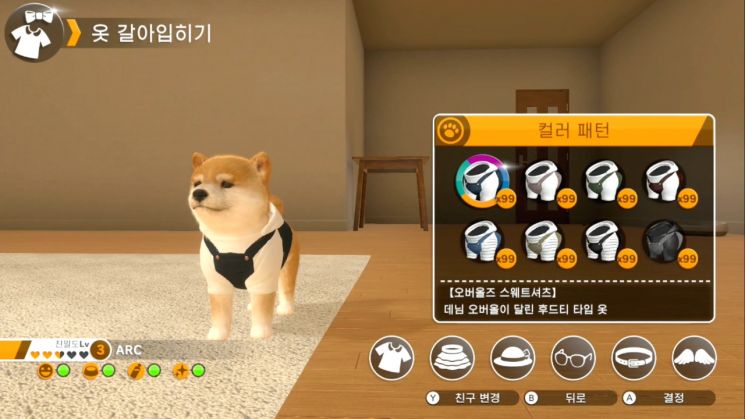 옷 갈아입히기
컬러 패턴
x99 x99 x99 x99
x99 x99 x99 x99
【오버올즈 스웨트셔츠】
데님 오버올이 달린 후드티 타입 옷
친밀도Lv 3 ARC
Y 친구 변경 B 뒤로 A 결정